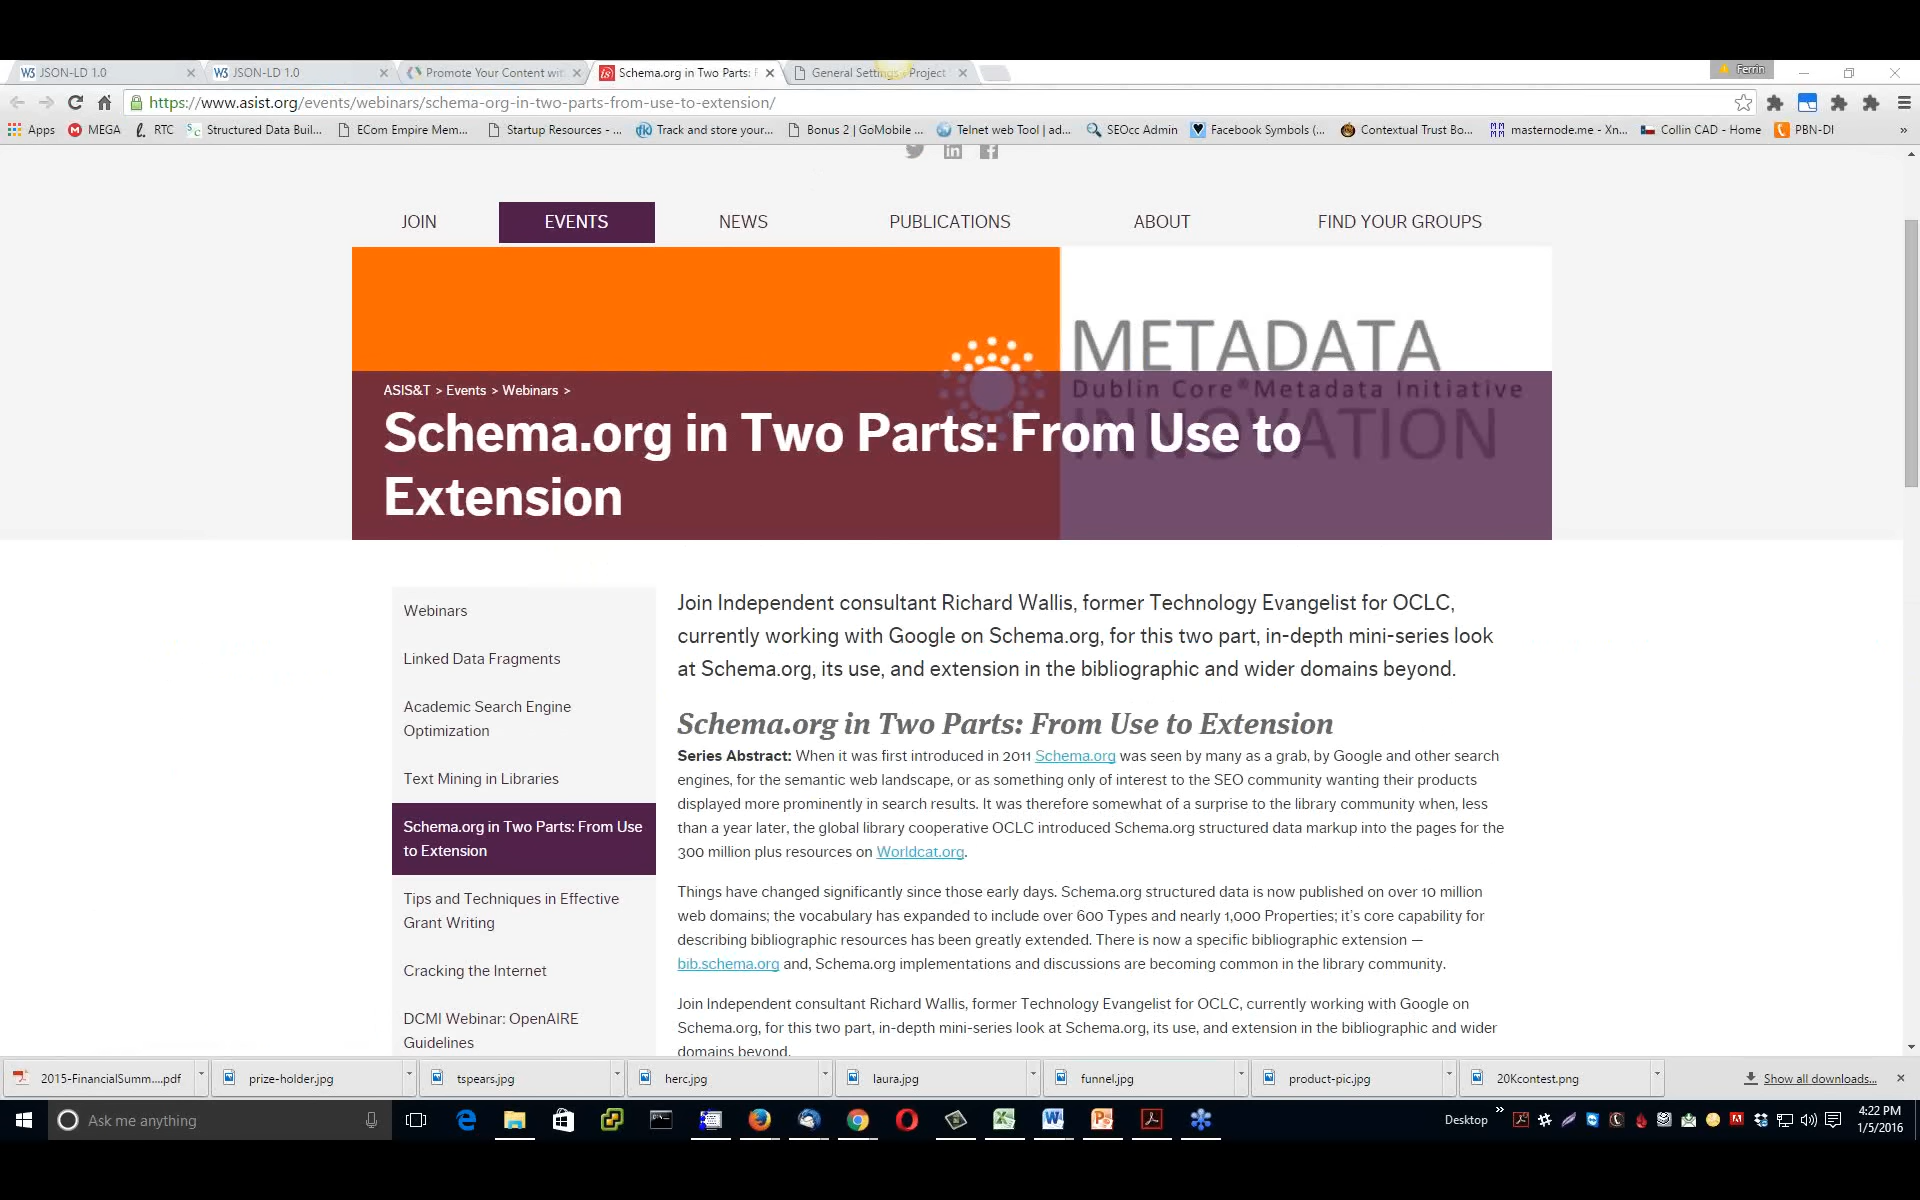 JSON-LD 1.0
JSON-LD 1.0
Promote Your Content wit
Schema.org in Two Parts: F
General Settings - Project
Ferrin
https://www.asist.org/events/webinars/schema-org-in-two-parts-from-use-to-extension/
Apps
MEGA
RTC
Structured Data Buil...
ECom Empire Mem...
Startup Resources - ...
Track and store your...
Bonus 2 | GoMobile ...
Telnet web Tool | ad...
SEOcc Admin
Facebook Symbols (...
Contextual Trust Bo...
masternode.me - Xn...
Collin CAD - Home
PBN-DI
JOIN
EVENTS
NEWS
PUBLICATIONS
ABOUT
FIND YOUR GROUPS
METADATA
Dublin Core® Metadata Initiative
INNOVATION
ASIS&T > Events > Webinars >
Schema.org in Two Parts: From Use to
Extension
Webinars
Linked Data Fragments
Academic Search Engine
Optimization
Text Mining in Libraries
Schema.org in Two Parts: From Use
to Extension
Tips and Techniques in Effective
Grant Writing
Cracking the Internet
DCMI Webinar: OpenAIRE
Guidelines
Join Independent consultant Richard Wallis, former Technology Evangelist for OCLC,
currently working with Google on Schema.org, for this two part, in-depth mini-series look
at Schema.org, its use, and extension in the bibliographic and wider domains beyond.
Schema.org in Two Parts: From Use to Extension
Series Abstract: When it was first introduced in 2011 Schema.org was seen by many as a grab, by Google and other search
engines, for the semantic web landscape, or as something only of interest to the SEO community wanting their products
displayed more prominently in search results. It was therefore somewhat of a surprise to the library community when, less
than a year later, the global library cooperative OCLC introduced Schema.org structured data markup into the pages for the
300 million plus resources on Worldcat.org.
Things have changed significantly since those early days. Schema.org structured data is now published on over 10 million
web domains; the vocabulary has expanded to include over 600 Types and nearly 1,000 Properties; it's core capability for
describing bibliographic resources has been greatly extended. There is now a specific bibliographic extension —
bib.schema.org and, Schema.org implementations and discussions are becoming common in the library community.
Join Independent consultant Richard Wallis, former Technology Evangelist for OCLC, currently working with Google on
Schema.org, for this two part, in-depth mini-series look at Schema.org, its use, and extension in the bibliographic and wider
domains beyond.
2015-FinancialSumm....pdf
prize-holder.jpg
tspears.jpg
herc.jpg
laura.jpg
funnel.jpg
product-pic.jpg
20Kcontest.png
Show all downloads...
Ask me anything
Desktop
4:22 PM
1/5/2016